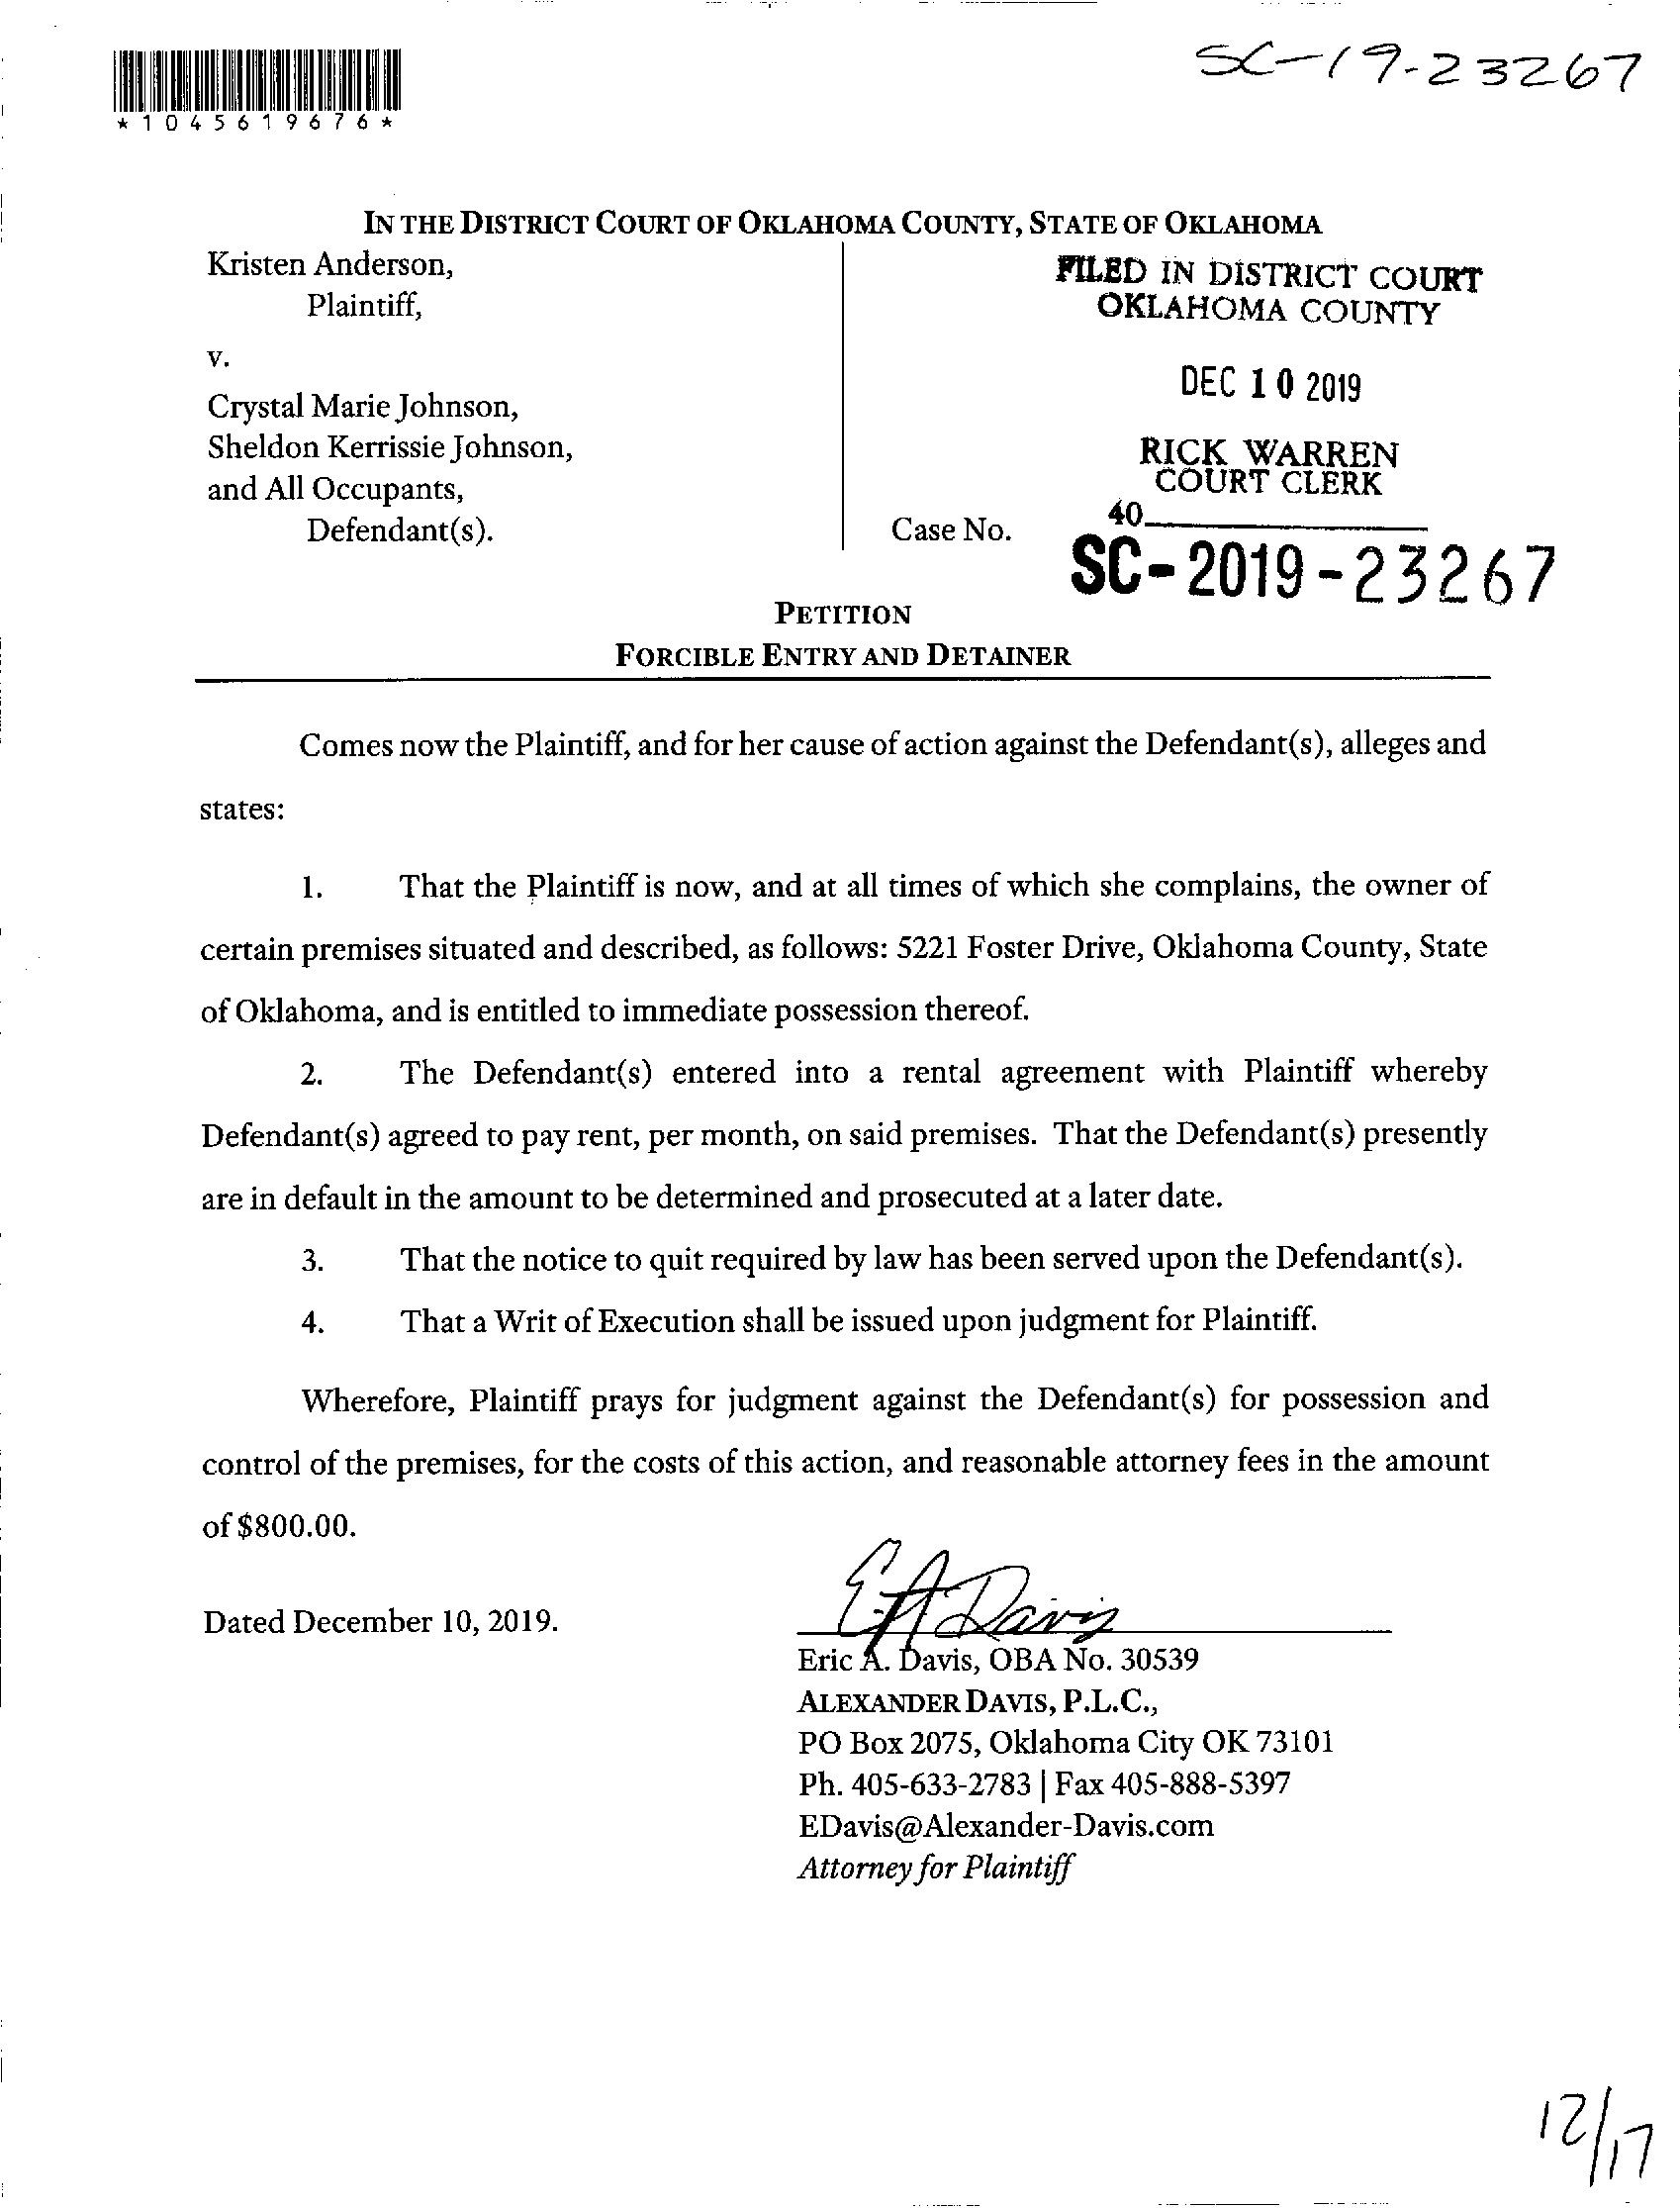 SC-19-23267
*1045619676*
IN THE DISTRICT COURT OF OKLAHOMA COUNTY, STATE OF OKLAHOMA
Kristen Anderson,
Plaintiff,
v.
Crystal Marie Johnson,
Sheldon Kerrissie Johnson,
and All Occupants,
Defendant(s).
FILED IN DISTRICT COURT
OKLAHOMA COUNTY
DEC 10 2019
RICK WARREN
COURT CLERK
40
Case No.
SC-2019-23267
PETITION
FORCIBLE ENTRY AND DETAINER
Comes now the Plaintiff, and for her cause of action against the Defendant(s), alleges and
states:
1. That the Plaintiff is now, and at all times of which she complains, the owner of
certain premises situated and described, as follows: 5221 Foster Drive, Oklahoma County, State
of Oklahoma, and is entitled to immediate possession thereof.
2. The Defendant(s) entered into a rental agreement with Plaintiff whereby
Defendant(s) agreed to pay rent, per month, on said premises. That the Defendant(s) presently
are in default in the amount to be determined and prosecuted at a later date.
3. That the notice to quit required by law has been served upon the Defendant(s).
4. That a Writ of Execution shall be issued upon judgment for Plaintiff.
Wherefore, Plaintiff prays for judgment against the Defendant(s) for possession and
control of the premises, for the costs of this action, and reasonable attorney fees in the amount
of $800.00.
Dated December 10, 2019.
EA Davis
Eric A. Davis, OBA No. 30539
ALEXANDER DAVIS, P.L.C.,
PO Box 2075, Oklahoma City OK 73101
Ph. 405-633-2783 | Fax 405-888-5397
EDavis@Alexander-Davis.com
Attorney for Plaintiff
12/17